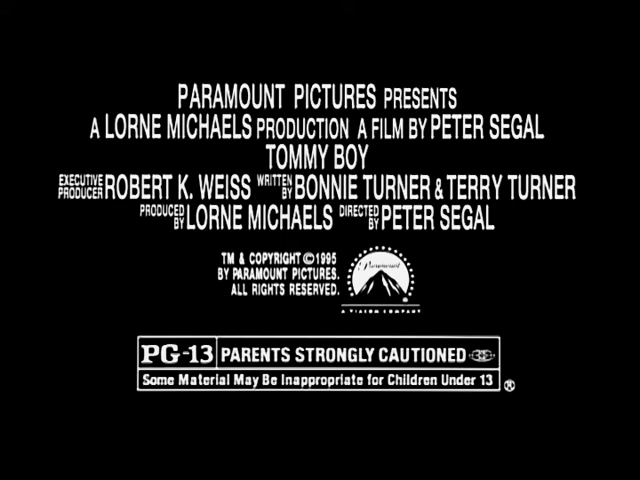 PARAMOUNT PICTURES PRESENTS
A LORNE MICHAELS PRODUCTION A FILM BY PETER SEGAL
TOMMY BOY
EXECUTIVE PRODUCER ROBERT K. WEISS WRITTEN BY BONNIE TURNER & TERRY TURNER
PRODUCED BY LORNE MICHAELS DIRECTED BY PETER SEGAL
TM & COPYRIGHT ©1995
BY PARAMOUNT PICTURES.
ALL RIGHTS RESERVED.
Paramount
®
A VIACOM COMPANY
PG-13 PARENTS STRONGLY CAUTIONED
Some Material May Be Inappropriate for Children Under 13
®